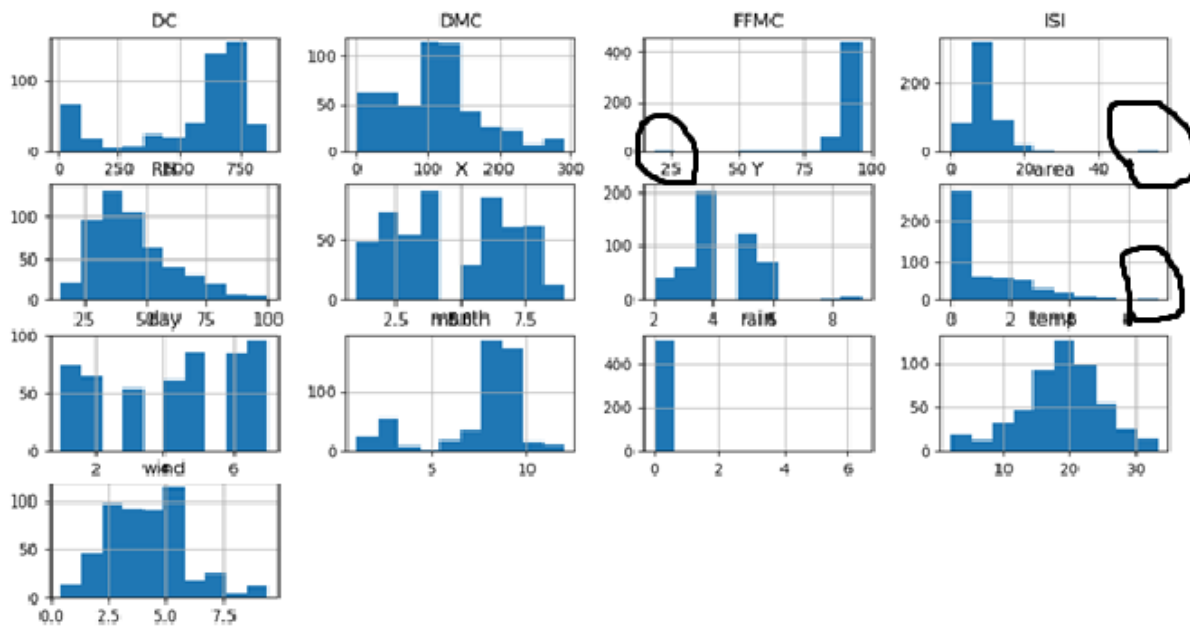 DC DMC FFMC ISI
100 100 400 200
50 200
0 0 0 0
0 250 500 750 0 100 200 300 25 50 75 100 0 20 40
RH X Y area
100 50 200 200
50 100 100
0 0 0 0
25 50 75 100 2.5 5.0 7.5 2 4 6 8 0 2
day month rain temp
100 100 400 100
50 200 50
0 0 0 0
2 4 6 5 10 0 2 4 6 10 20 30
wind
100
50
0
0.0 2.5 5.0 7.5